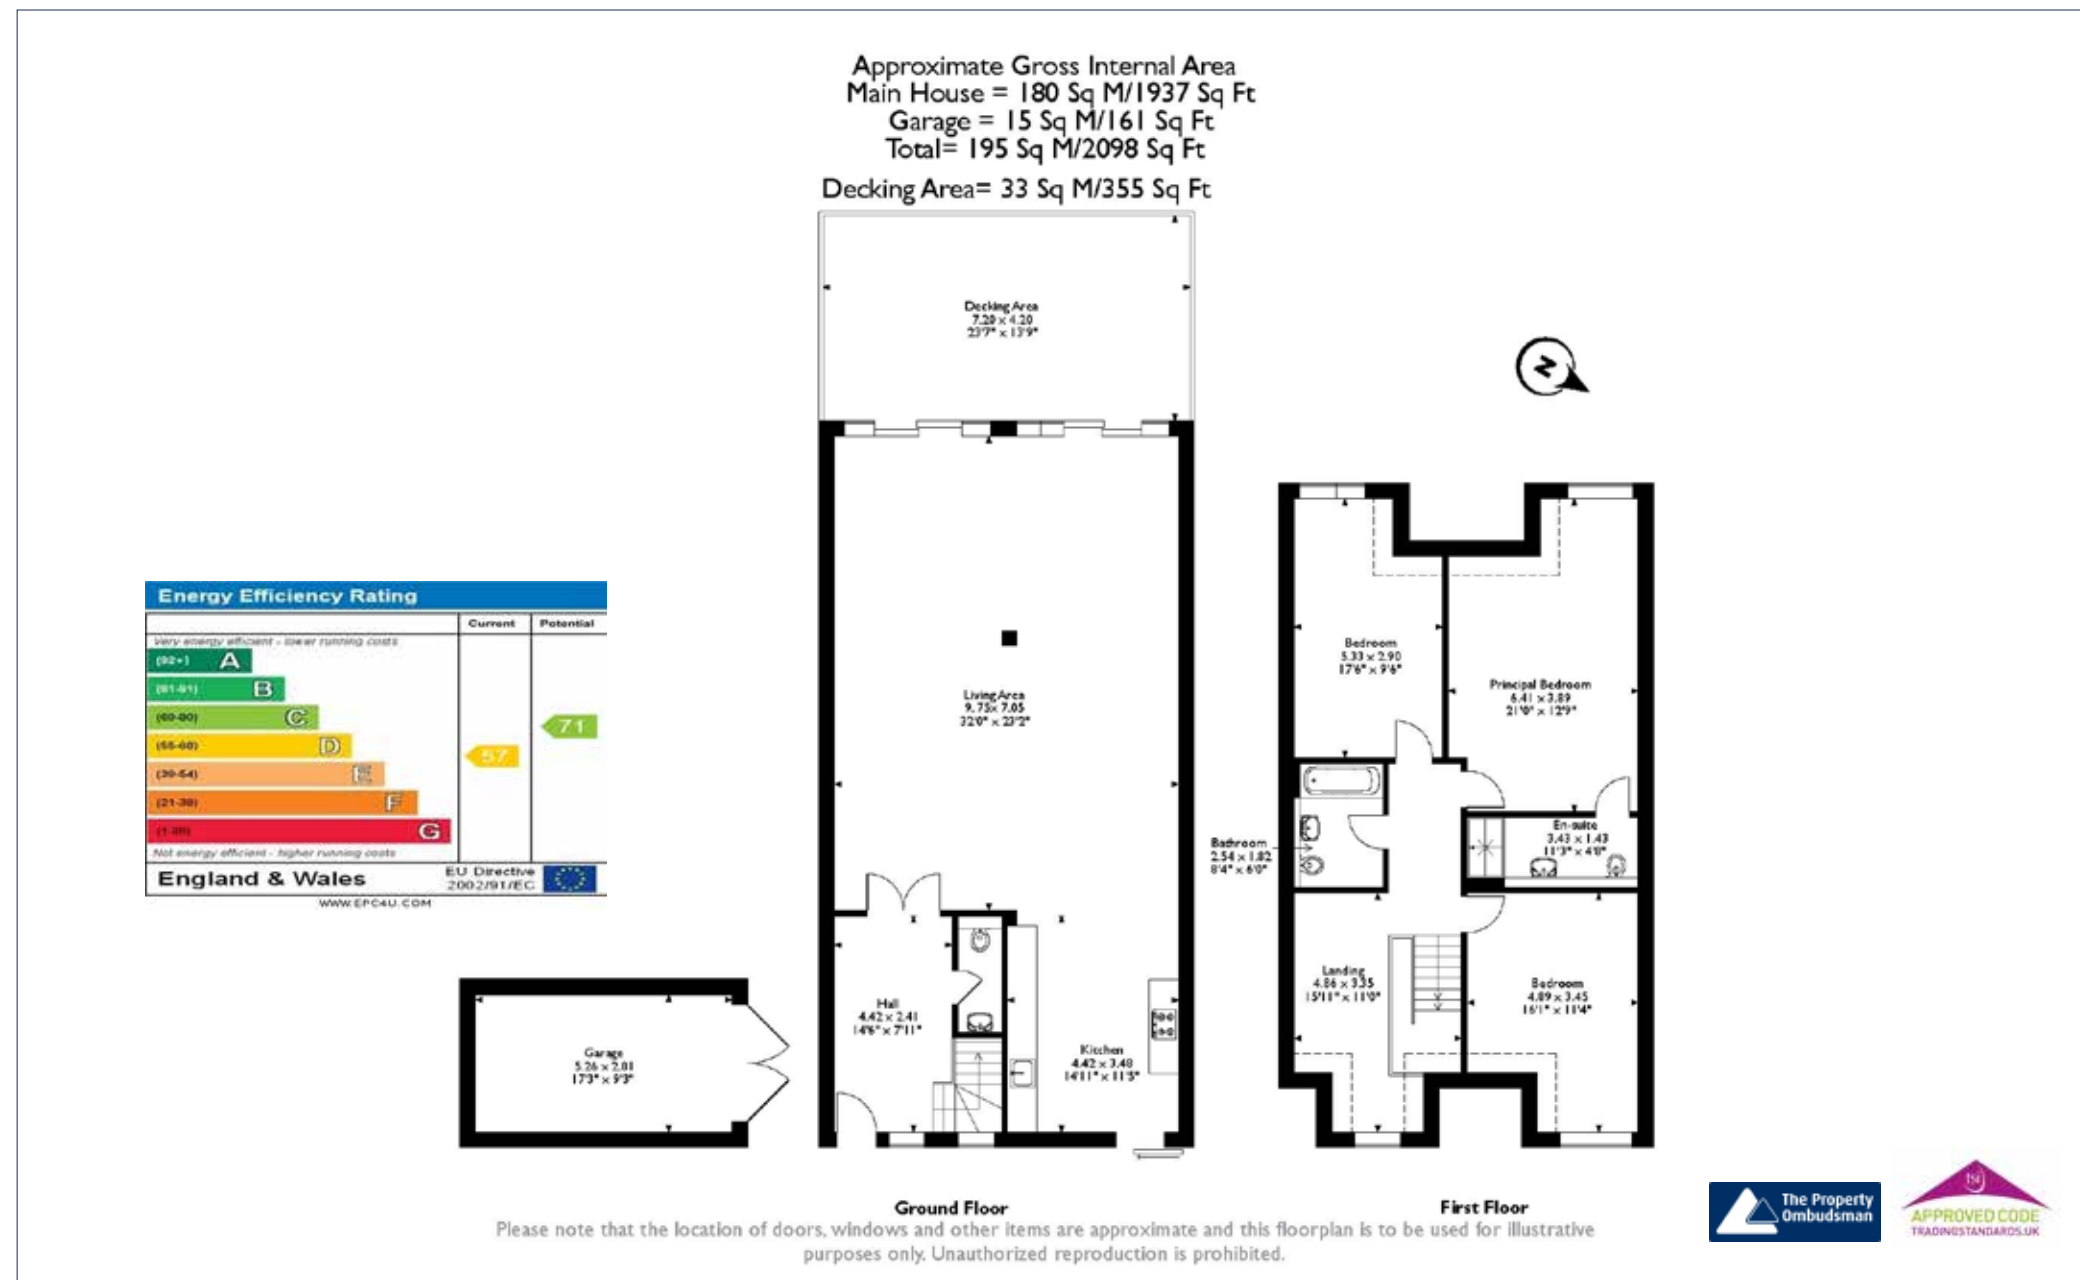 Approximate Gross Internal Area
Main House = 180 Sq M/1937 Sq Ft
Garage = 15 Sq M/161 Sq Ft
Total= 195 Sq M/2098 Sq Ft
Decking Area= 33 Sq M/355 Sq Ft
Decking Area
7.20 x 4.20
23'7" x 13'9"
N
Living Area
9.75x 7.05
32'0" x 23'2"
Hall
4.42 x 2.41
14'6" x 7'11"
Kitchen
4.42 x 3.48
14'11" x 11'5"
Garage
5.26 x 2.81
17'3" x 9'3"
Bedroom
5.33 x 2.90
17'6" x 9'6"
Principal Bedroom
6.41 x 3.89
21'0" x 12'9"
Bathroom
2.54 x 1.82
8'4" x 6'0"
En-suite
3.43 x 1.43
11'3" x 4'8"
Landing
4.86 x 3.35
15'11" x 11'0"
Bedroom
4.89 x 3.45
16'1" x 11'4"
Energy Efficiency Rating
Current Potential
Very energy efficient - lower running costs
(92+) A
(81-91) B
(69-80) C
(55-68) D
(39-54) E
(21-38) F
(1-20) G
57
71
Not energy efficient - higher running costs
England & Wales
EU Directive
2002/91/EC
WWW.EPC4U.COM
Ground Floor
First Floor
Please note that the location of doors, windows and other items are approximate and this floorplan is to be used for illustrative
purposes only. Unauthorized reproduction is prohibited.
The Property
Ombudsman
tsi
APPROVED CODE
TRADINGSTANDARDS.UK